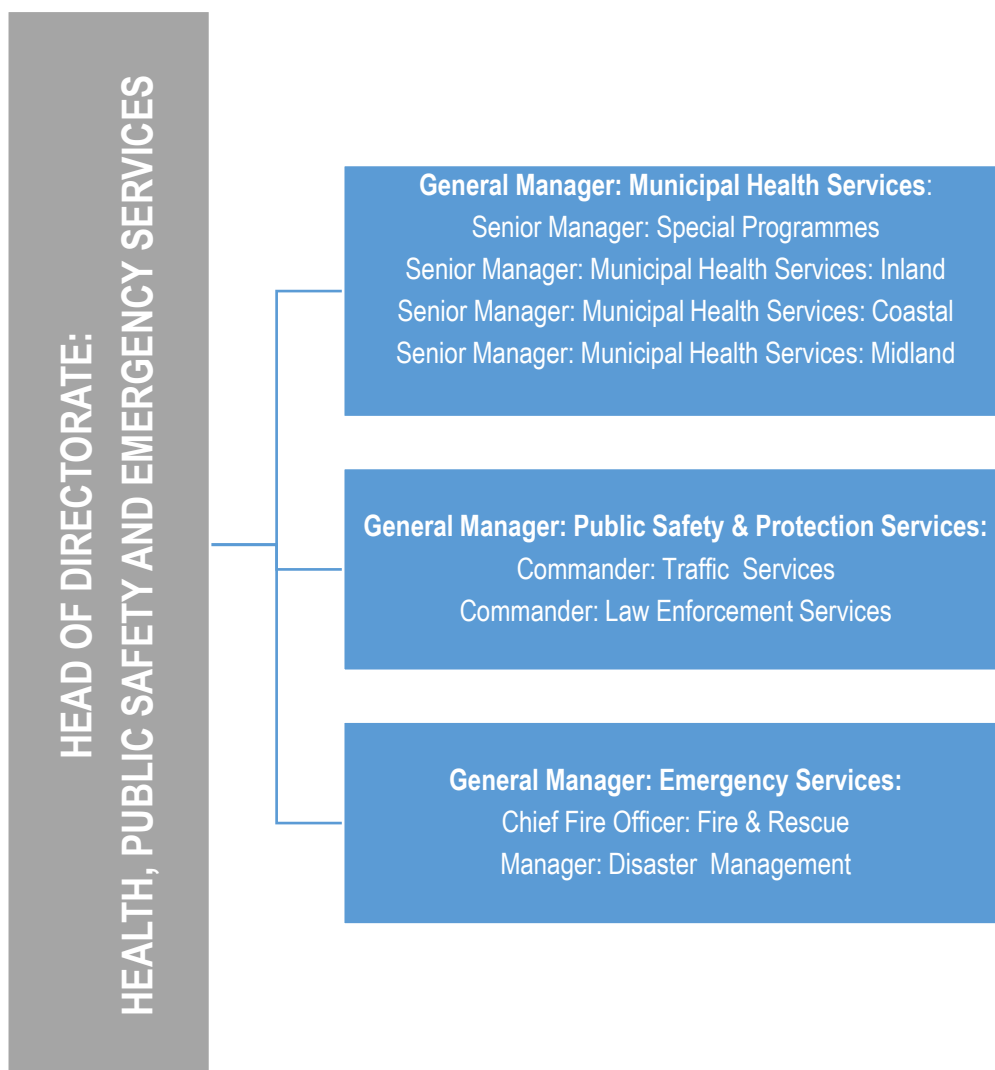 HEAD OF DIRECTORATE:
HEALTH, PUBLIC SAFETY AND EMERGENCY SERVICES
General Manager: Municipal Health Services:
Senior Manager: Special Programmes
Senior Manager: Municipal Health Services: Inland
Senior Manager: Municipal Health Services: Coastal
Senior Manager: Municipal Health Services: Midland
General Manager: Public Safety & Protection Services:
Commander: Traffic  Services
Commander: Law Enforcement Services
General Manager: Emergency Services:
Chief Fire Officer: Fire & Rescue
Manager: Disaster  Management